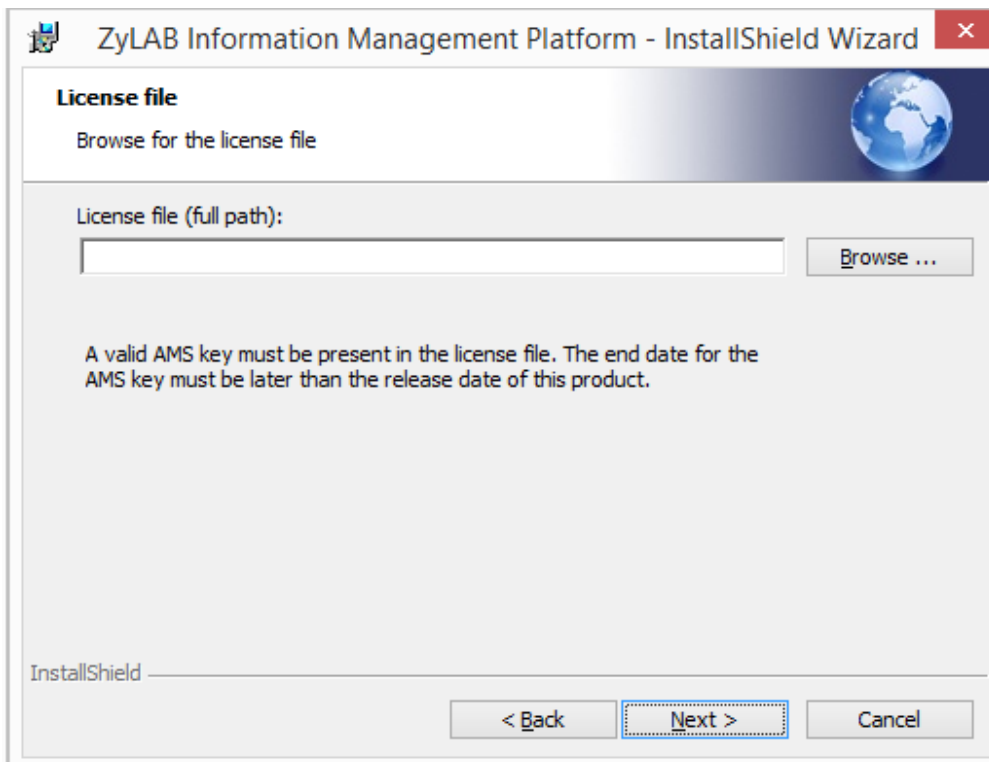 ZyLAB Information Management Platform - InstallShield Wizard
License file
Browse for the license file
License file (full path):
Browse ...
A valid AMS key must be present in the license file. The end date for the
AMS key must be later than the release date of this product.
InstallShield
< Back
Next >
Cancel